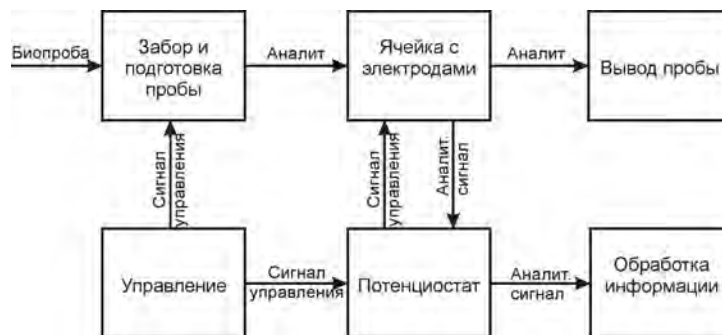 Биопроба
Забор и
подготовка
пробы
Аналит
Ячейка с
электродами
Аналит
Вывод пробы
Сигнал
управления
Сигнал
управления
Аналит.
сигнал
Управление
Сигнал
управления
Потенциостат
Аналит.
сигнал
Обработка
информации